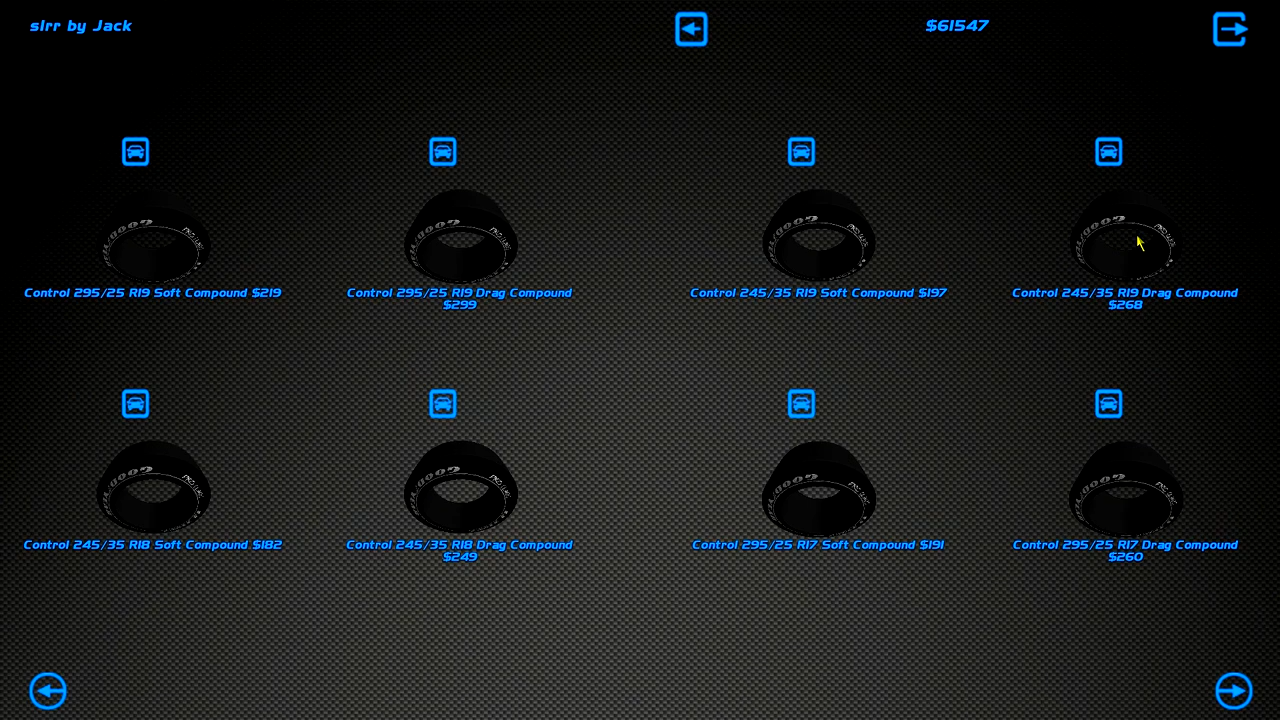 slrr by Jack
$61547
Control 295/25 R19 Soft Compound $219
Control 295/25 R19 Drag Compound
$299
Control 245/35 R19 Soft Compound $197
Control 245/35 R19 Drag Compound
$268
Control 245/35 R18 Soft Compound $182
Control 245/35 R18 Drag Compound
$249
Control 295/25 R17 Soft Compound $191
Control 295/25 R17 Drag Compound
$260